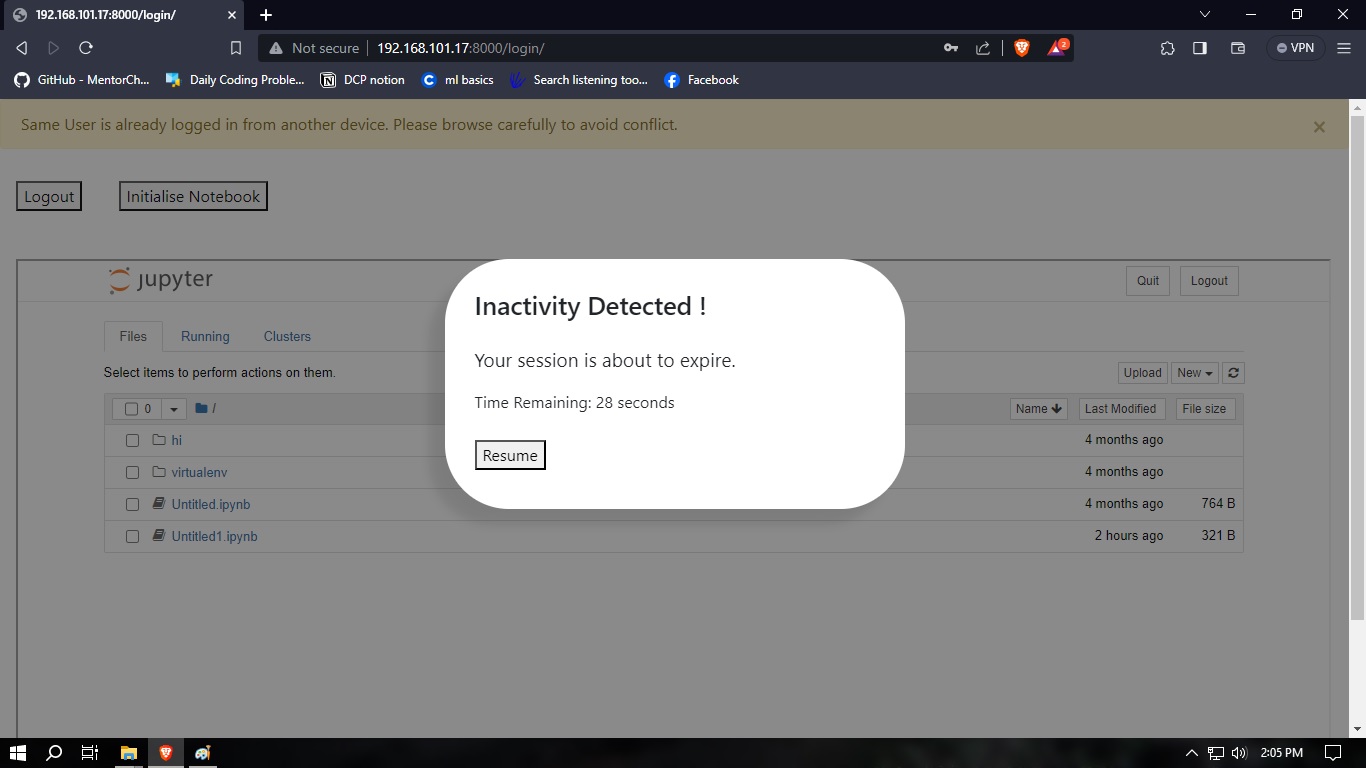 192.168.101.17:8000/login/
Not secure 192.168.101.17:8000/login/ 2 VPN
GitHub - MentorCh... Daily Coding Proble... DCP notion ml basics Search listening too... Facebook
Same User is already logged in from another device. Please browse carefully to avoid conflict. ×
Logout Initialise Notebook
jupyter Quit Logout
Inactivity Detected !
Files Running Clusters
Your session is about to expire.
Select items to perform actions on them. Upload New
Time Remaining: 28 seconds
0 / Name Last Modified File size
hi 4 months ago
Resume
virtualenv 4 months ago
Untitled.ipynb 4 months ago 764 B
Untitled1.ipynb 2 hours ago 321 B
2:05 PM